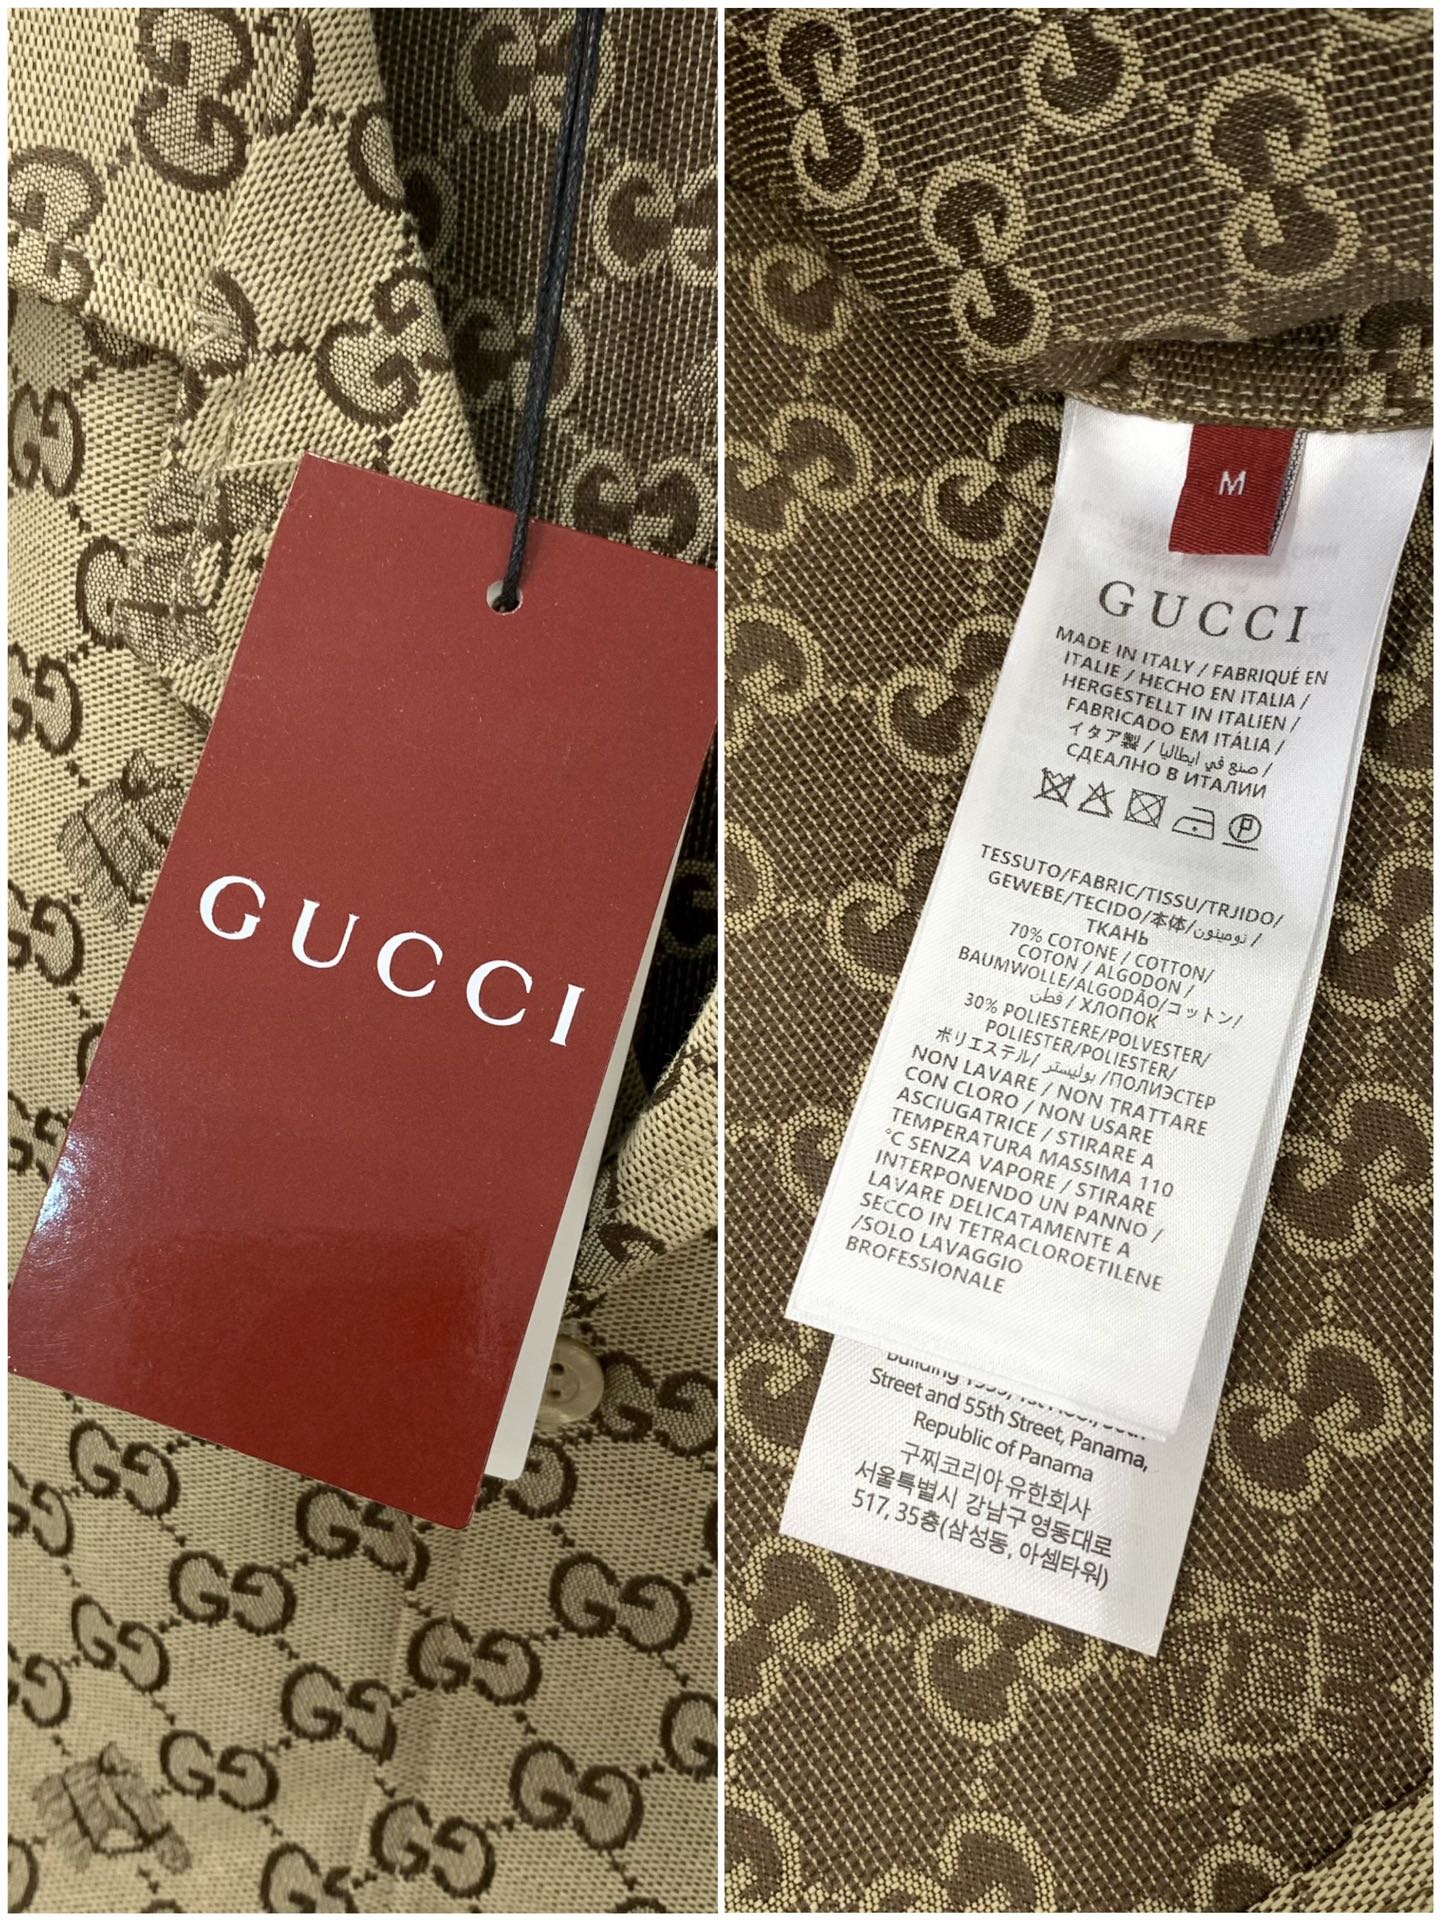 GUCCI
M
GUCCI
MADE IN ITALY / FABRIQUÉ EN
ITALIE / HECHO EN ITALIA /
HERGESTELLT IN ITALIEN /
FABRICADO EM ITÁLIA /
イタア製 / صنع في ايطاليا /
СДЕАЛНО В ИТАЛИИ
P
TESSUTO/FABRIC/TISSU/TRJIDO/
GEWEBE/TECIDO/本体/ /
ТКАНЬ
70% COTONE / COTTON/
COTON / ALGODON /
BAUMWOLLE/ALGODÃO/コットン/
قطن / ХЛОПОК
30% POLIESTERE/POLVESTER/
POLIESTER/POLIESTER/
ポリエステル/ بوليستر /ПОЛИЭСТЕР
NON LAVARE / NON TRATTARE
CON CLORO / NON USARE
ASCIUGATRICE / STIRARE A
TEMPERATURA MASSIMA 110
°C SENZA VAPORE / STIRARE
INTERPONENDO UN PANNO /
LAVARE DELICATAMENTE A
SECCO IN TETRACLOROETILENE
/SOLO LAVAGGIO
BROFESSIONALE
Building
Street and 55th Street, Panama,
Republic of Panama
구찌코리아 유한회사
서울특별시 강남구 영동대로
517, 35층(삼성동, 아셈타워)